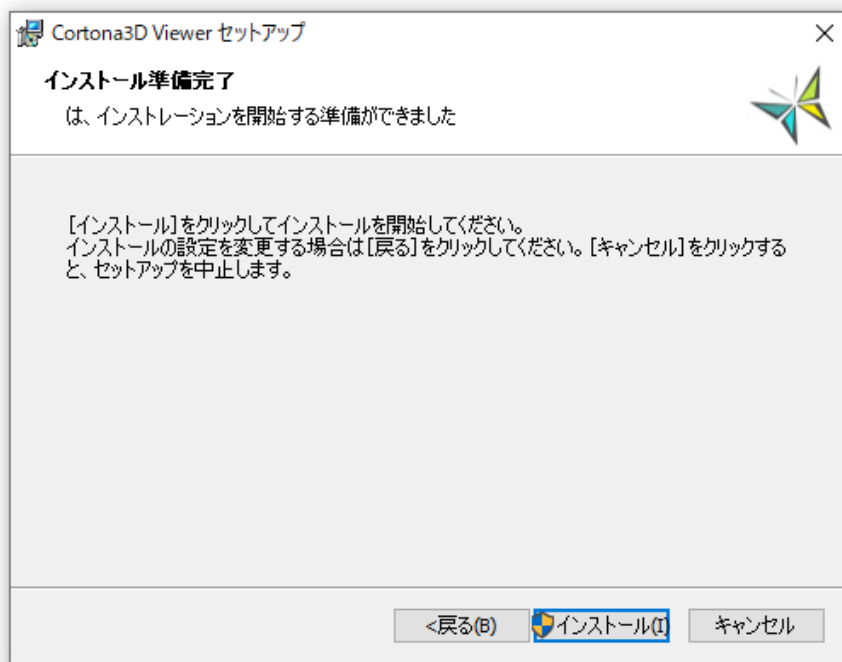 Cortona3D Viewer セットアップ
インストール準備完了
は、インストレーションを開始する準備ができました
[インストール]をクリックしてインストールを開始してください。
インストールの設定を変更する場合は[戻る]をクリックしてください。[キャンセル]をクリックする
と、セットアップを中止します。
<戻る(B)
インストール(I)
キャンセル